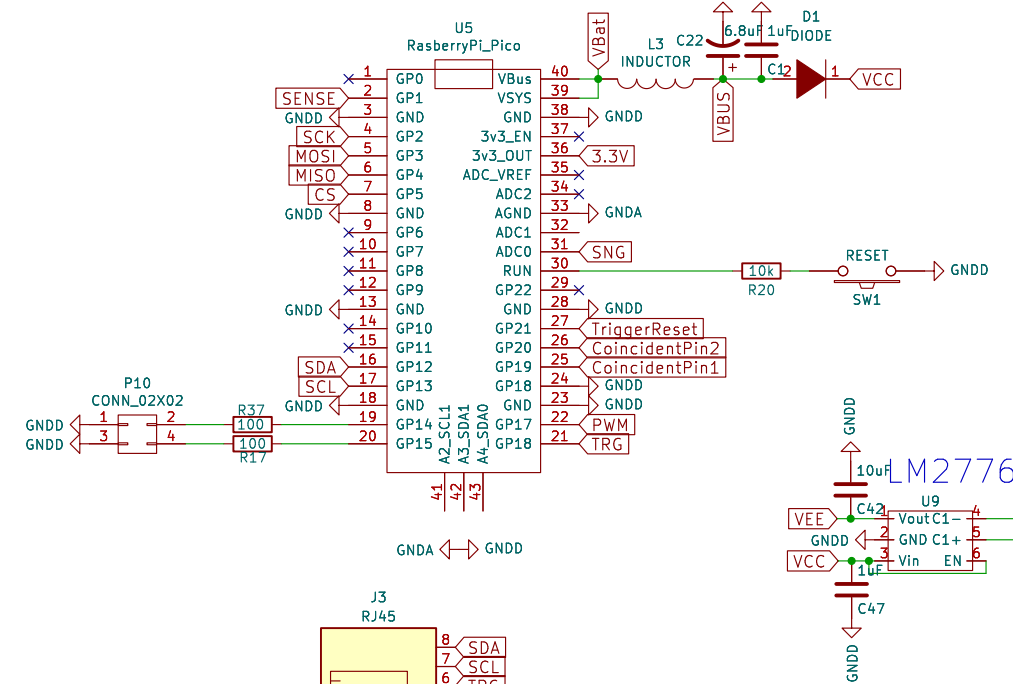 U5
RasberryPi_Pico
1 GP0 VBus 40
SENSE 2 GP1 VSYS 39
GNDD 3 GND GND 38 GNDD
SCK 4 GP2 3v3_EN 37
MOSI 5 GP3 3v3_OUT 36 3.3V
MISO 6 GP4 ADC_VREF 35
CS 7 GP5 ADC2 34
GNDD 8 GND AGND 33 GNDA
9 GP6 ADC1 32
10 GP7 ADC0 31 SNG
11 GP8 RUN 30
12 GP9 GP22 29
GNDD 13 GND GND 28 GNDD
14 GP10 GP21 27 TriggerReset
15 GP11 GP20 26 CoincidentPin2
SDA 16 GP12 GP19 25 CoincidentPin1
SCL 17 GP13 GP18 24 GNDD
GNDD 18 GND GND 23 GNDD
19 GP14 GP17 22 PWM
20 GP15 GP18 21 TRG
A2_SCL1 A3_SDA1 A4_SDA0
41 42 43
VBat
L3
INDUCTOR
C22 6.8uF
1uF
C1
VBUS
D1
DIODE
2 1 VCC
10k
R20
RESET
SW1
GNDD
P10
CONN_02X02
GNDD 1 2
GNDD 3 4
R37
100
100
R17
GNDA GNDD
J3
RJ45
8 SDA
7 SCL
6 TRG
GNDD
10uF
C42
LM2776
U9
VEE 1 Vout C1- 4
GNDD 2 GND C1+ 5
VCC 3 Vin EN 6
1uF
C47
GNDD